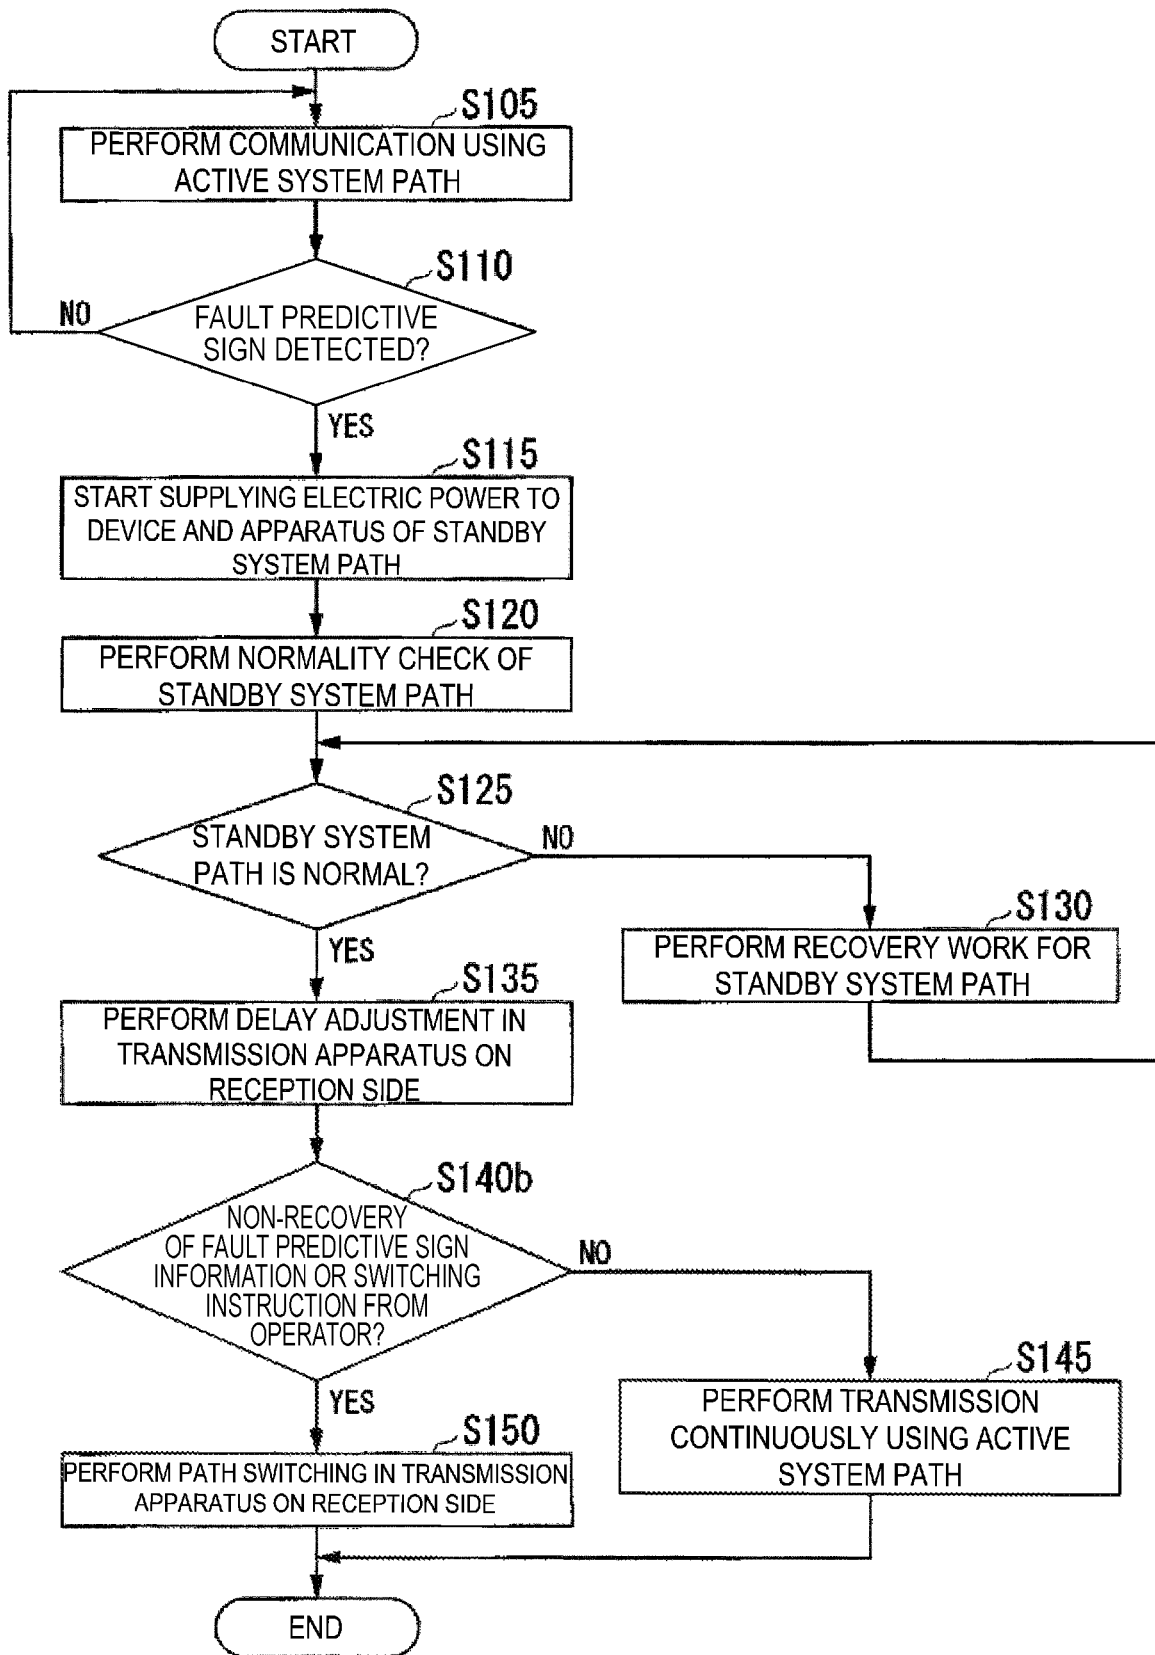 START
S105
PERFORM COMMUNICATION USING
ACTIVE SYSTEM PATH
S110
FAULT PREDICTIVE
SIGN DETECTED?
NO
YES
S115
START SUPPLYING ELECTRIC POWER TO
DEVICE AND APPARATUS OF STANDBY
SYSTEM PATH
S120
PERFORM NORMALITY CHECK OF
STANDBY SYSTEM PATH
S125
STANDBY SYSTEM
PATH IS NORMAL?
NO
YES
S130
PERFORM RECOVERY WORK FOR
STANDBY SYSTEM PATH
S135
PERFORM DELAY ADJUSTMENT IN
TRANSMISSION APPARATUS ON
RECEPTION SIDE
S140b
NON-RECOVERY
OF FAULT PREDICTIVE SIGN
INFORMATION OR SWITCHING
INSTRUCTION FROM
OPERATOR?
NO
YES
S145
PERFORM TRANSMISSION
CONTINUOUSLY USING ACTIVE
SYSTEM PATH
S150
PERFORM PATH SWITCHING IN TRANSMISSION
APPARATUS ON RECEPTION SIDE
END